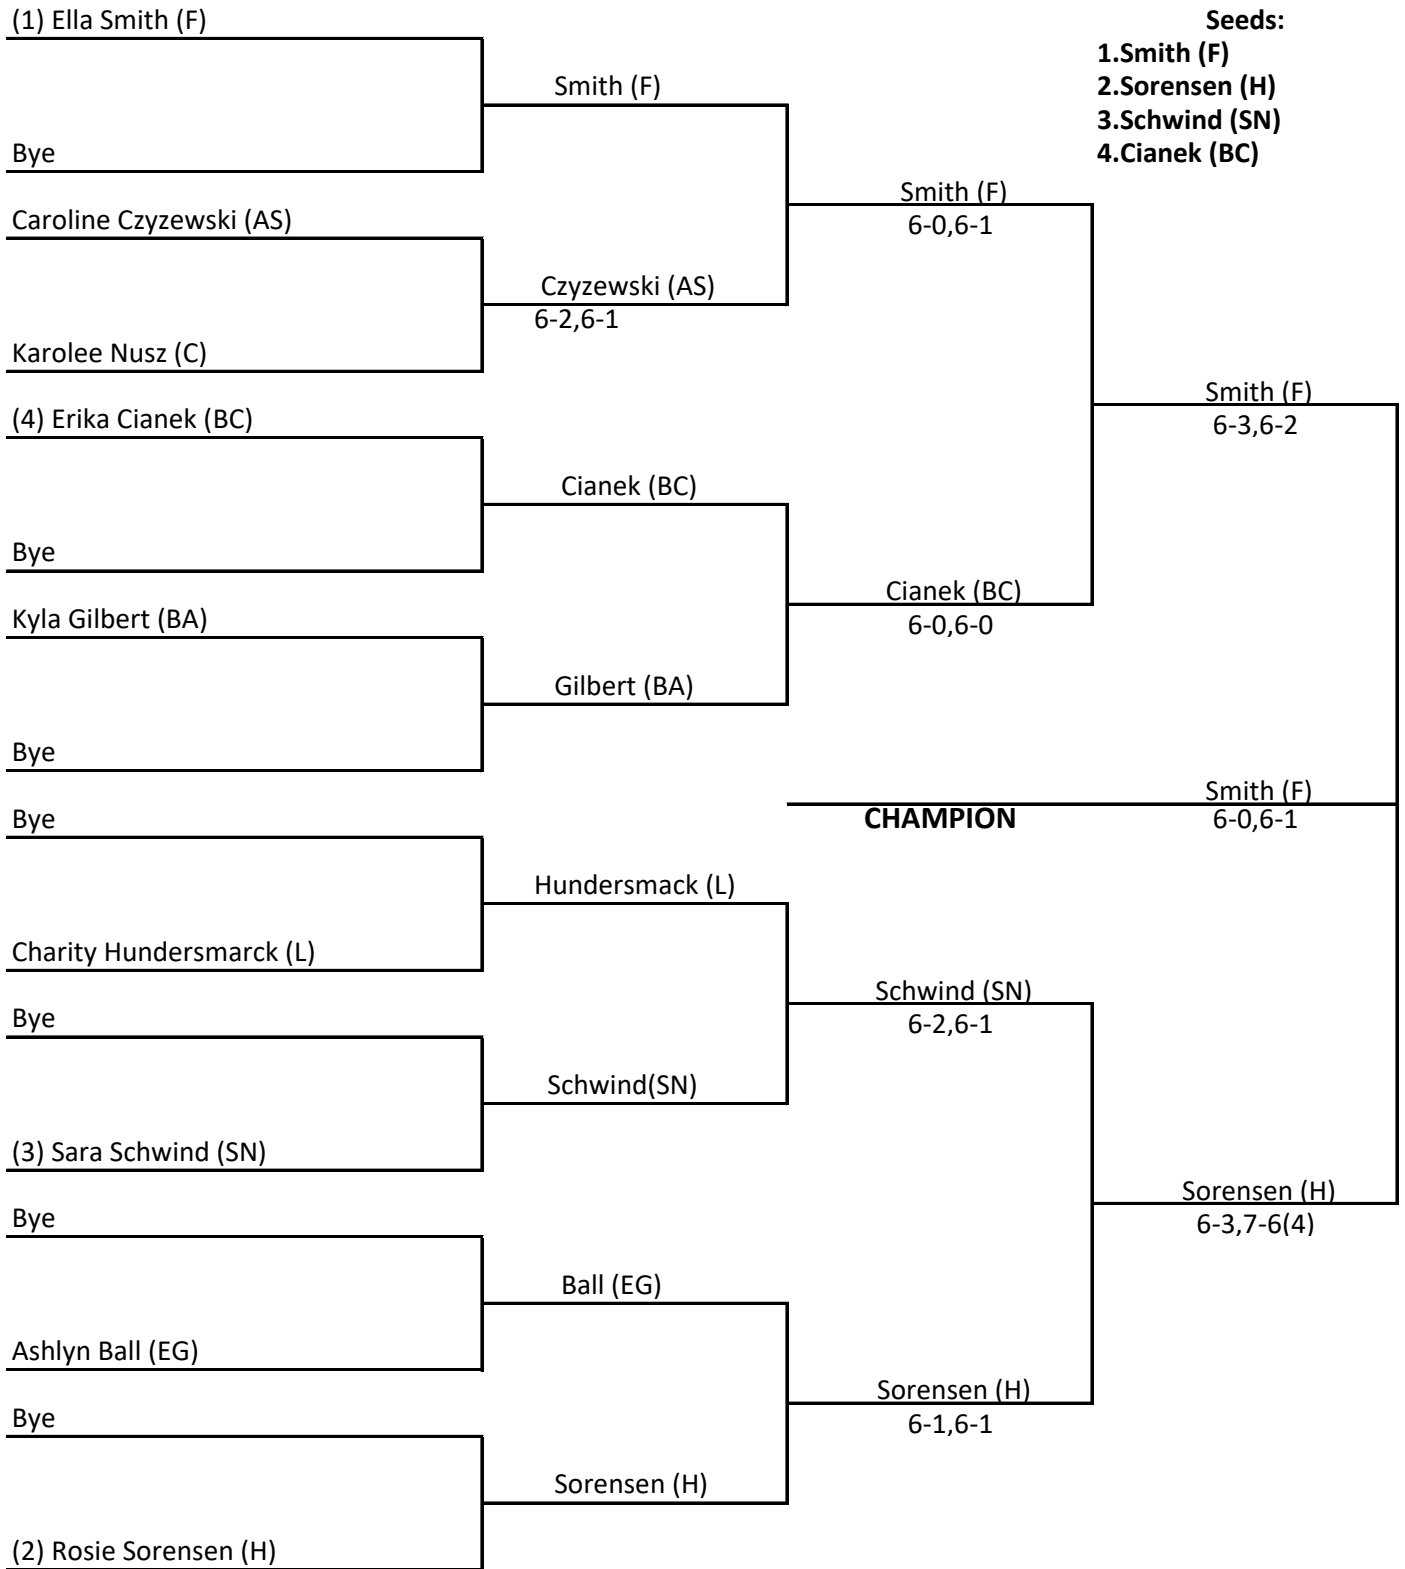 (1) Ella Smith (F)
Bye
Caroline Czyzewski (AS)
Karolee Nusz (C)
(4) Erika Cianek (BC)
Bye
Kyla Gilbert (BA)
Bye
Bye
Charity Hundersmarck (L)
Bye
(3) Sara Schwind (SN)
Bye
Ashlyn Ball (EG)
Bye
(2) Rosie Sorensen (H)
Smith (F)
Czyzewski (AS)
6-2,6-1
Cianek (BC)
Gilbert (BA)
Hundersmack (L)
Schwind(SN)
Ball (EG)
Sorensen (H)
Smith (F)
6-0,6-1
Cianek (BC)
6-0,6-0
Schwind (SN)
6-2,6-1
Sorensen (H)
6-1,6-1
Smith (F)
6-3,6-2
Sorensen (H)
6-3,7-6(4)
Smith (F)
6-0,6-1
CHAMPION
Seeds:
1.Smith (F)
2.Sorensen (H)
3.Schwind (SN)
4.Cianek (BC)